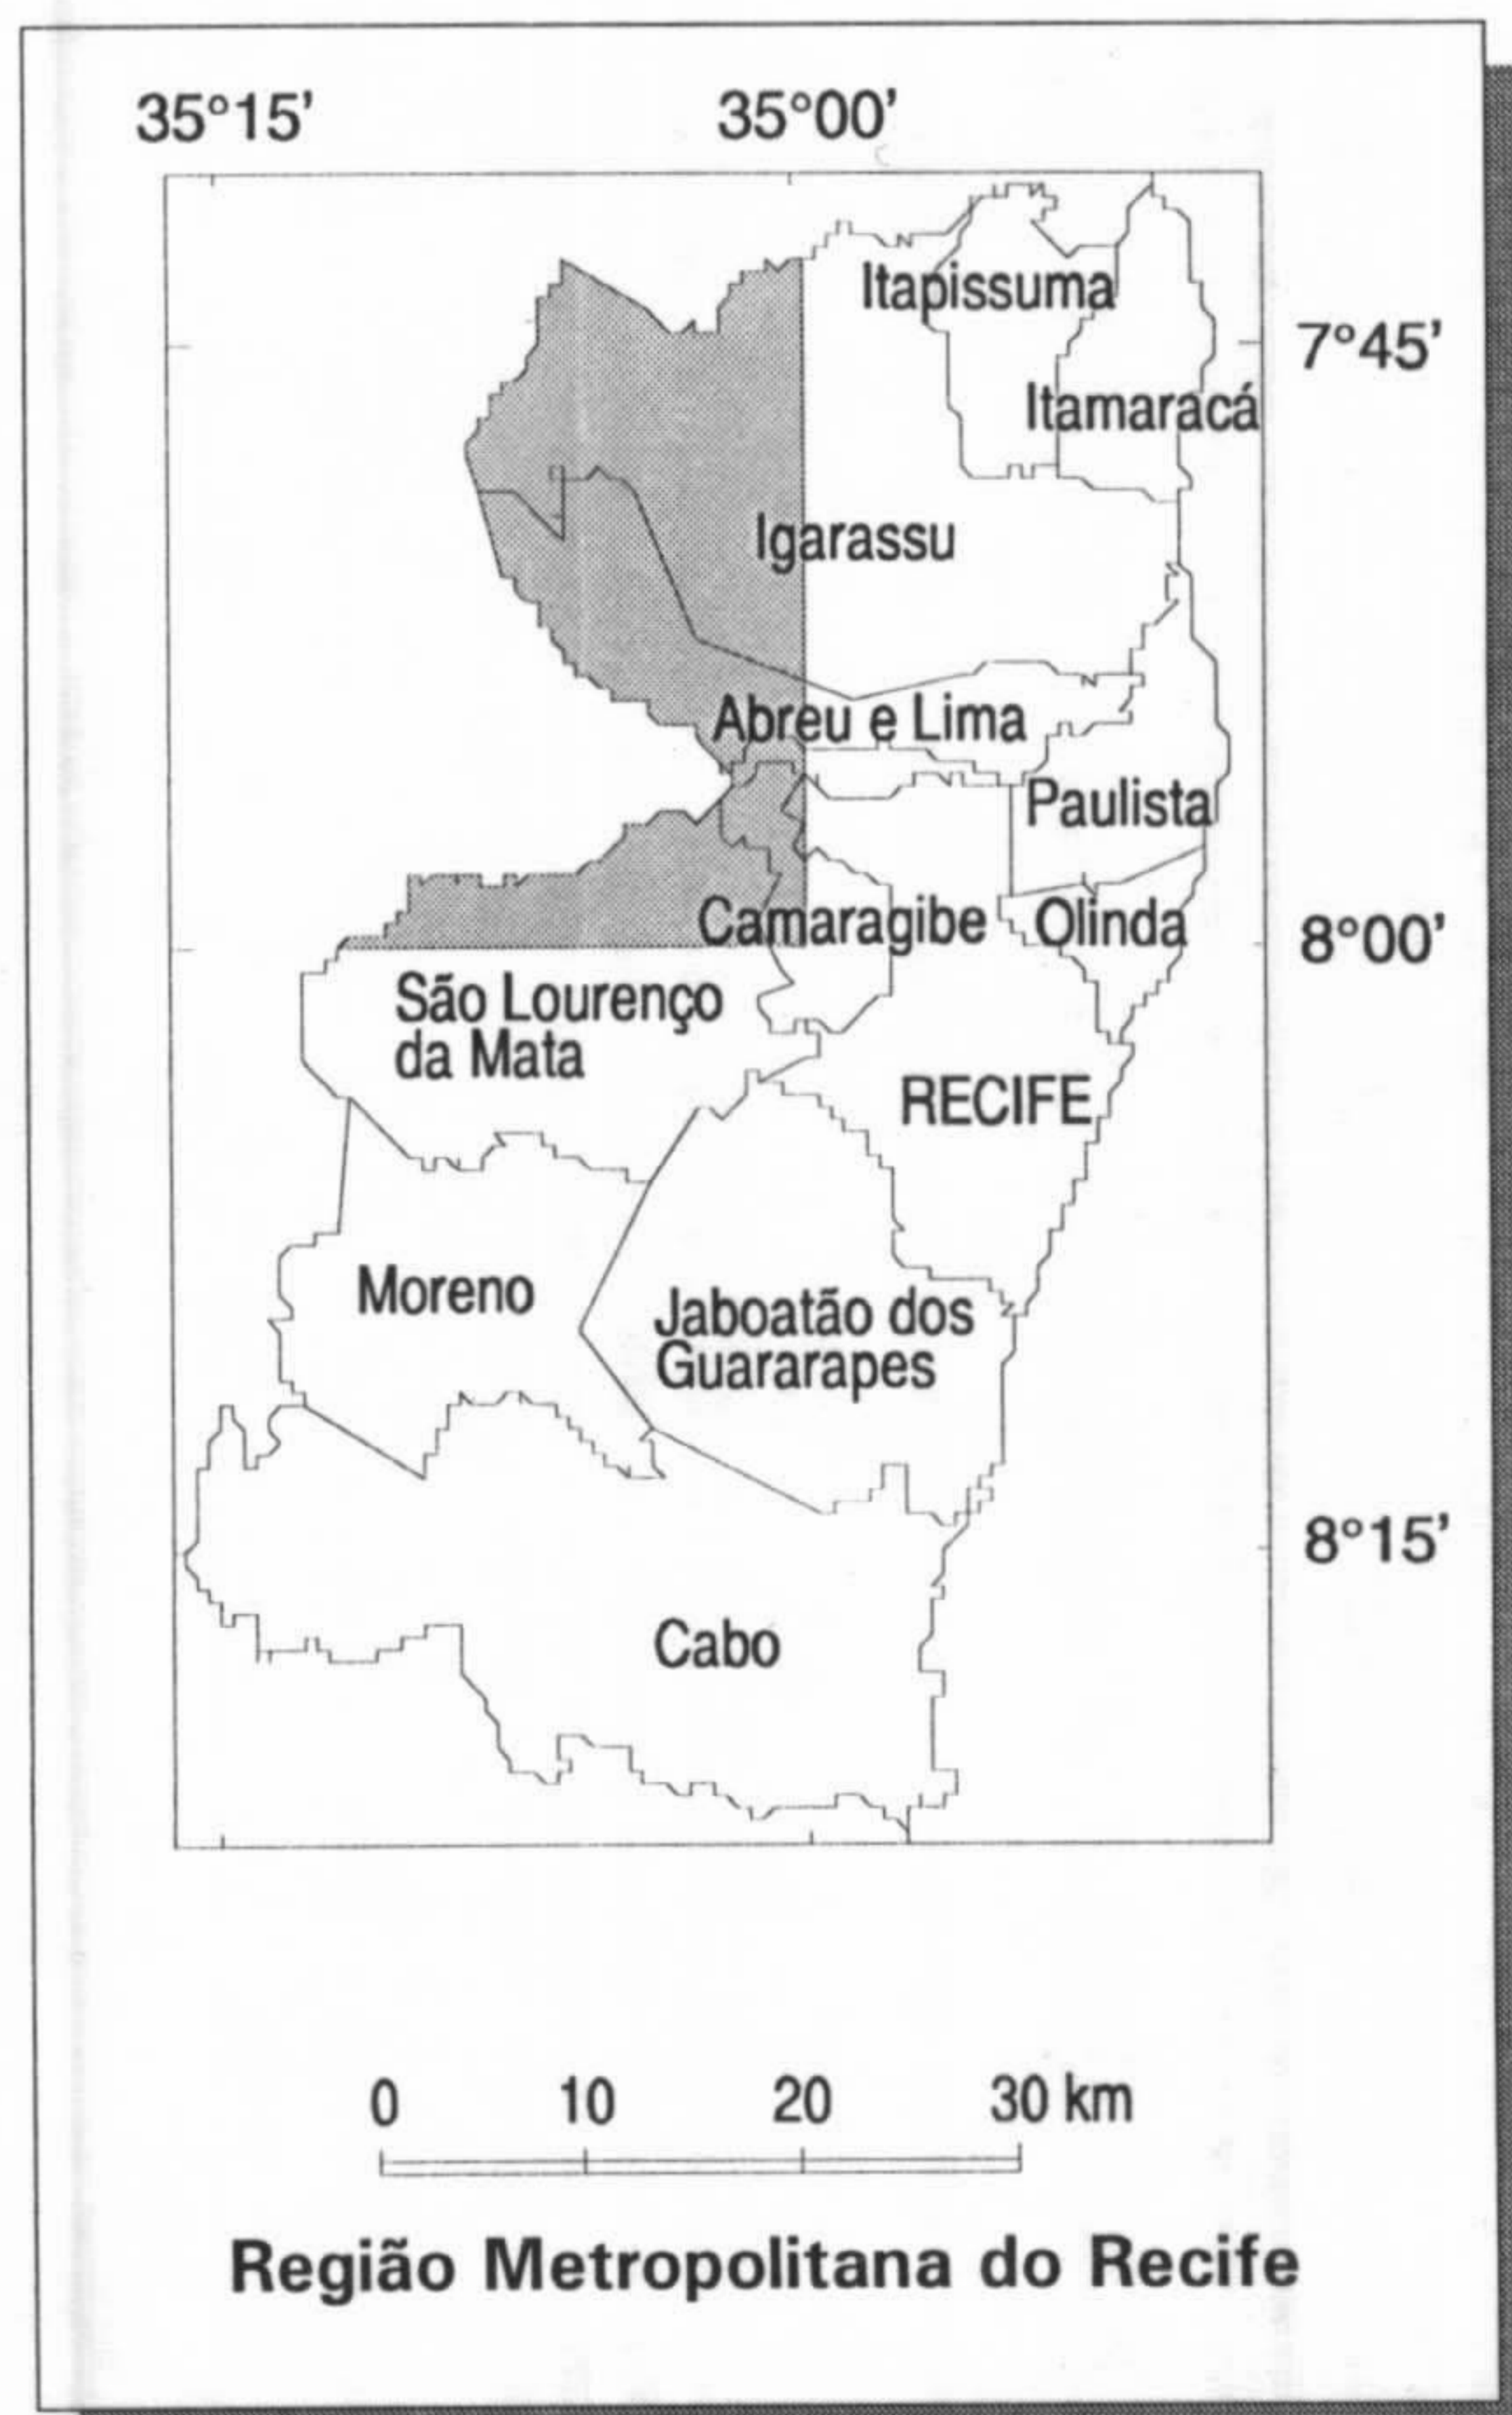 35°15' 35°00'
Itapissuma
7°45'
Itamaracá
Igarassu
Abreu e Lima
Paulista
Camaragibe Olinda
8°00'
São Lourenço
da Mata
RECIFE
Moreno
Jaboatão dos
Guararapes
8°15'
Cabo
0 10 20 30 km
Região Metropolitana do Recife